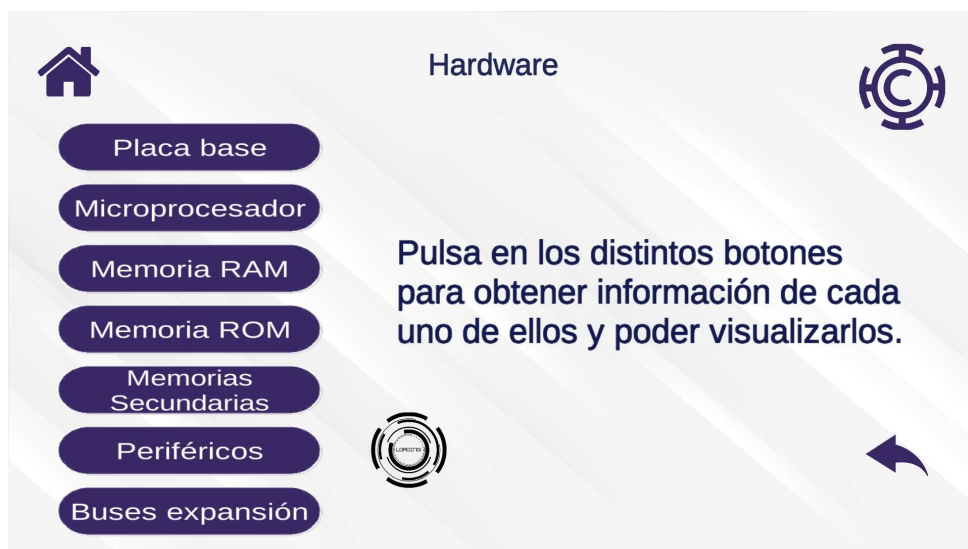 Hardware
Placa base
Microprocesador
Memoria RAM
Memoria ROM
Memorias
Secundarias
Periféricos
Buses expansión
Pulsa en los distintos botones
para obtener información de cada
uno de ellos y poder visualizarlos.
LOADING
C